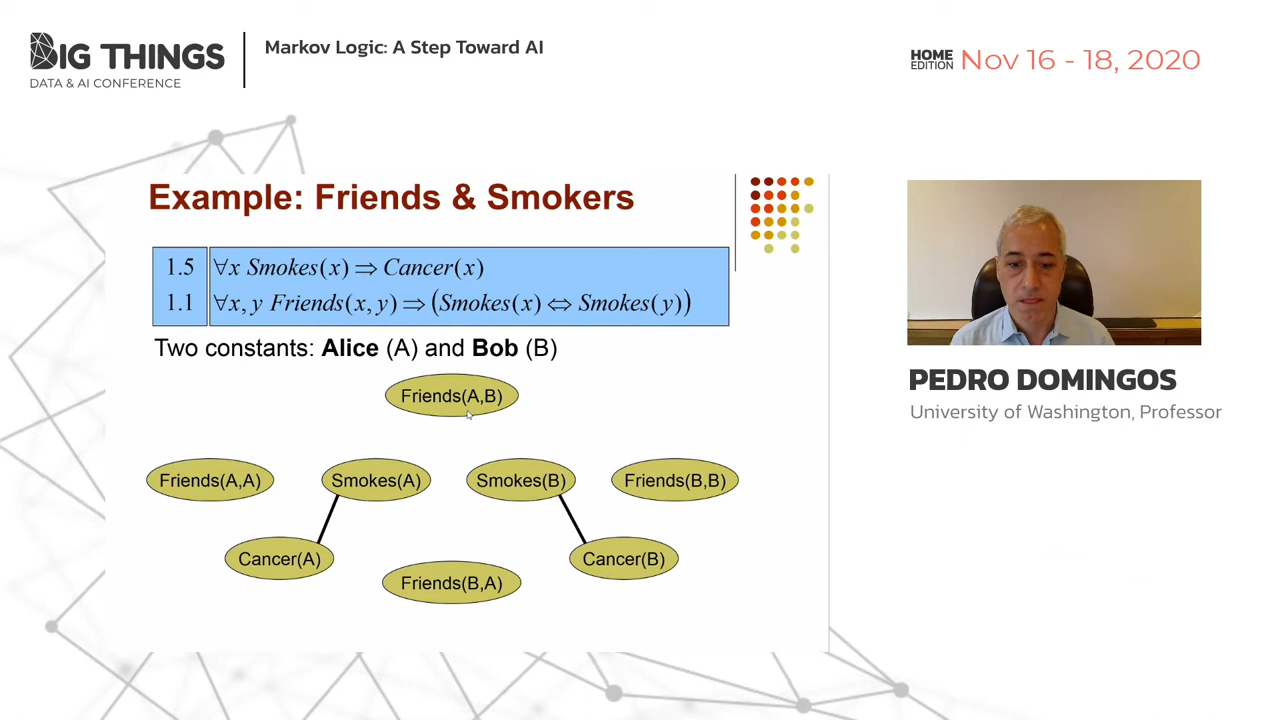 BIG THINGS
DATA & AI CONFERENCE
Markov Logic: A Step Toward AI
HOME
EDITION
Nov 16 - 18, 2020
Example: Friends & Smokers
1.5 ∀x Smokes(x) ⇒ Cancer(x)
1.1 ∀x, y Friends(x, y) ⇒ (Smokes(x) ⇔ Smokes(y))
Two constants: Alice (A) and Bob (B)
Friends(A,B)
Friends(A,A) Smokes(A) Smokes(B) Friends(B,B)
Cancer(A) Cancer(B)
Friends(B,A)
PEDRO DOMINGOS
University of Washington, Professor